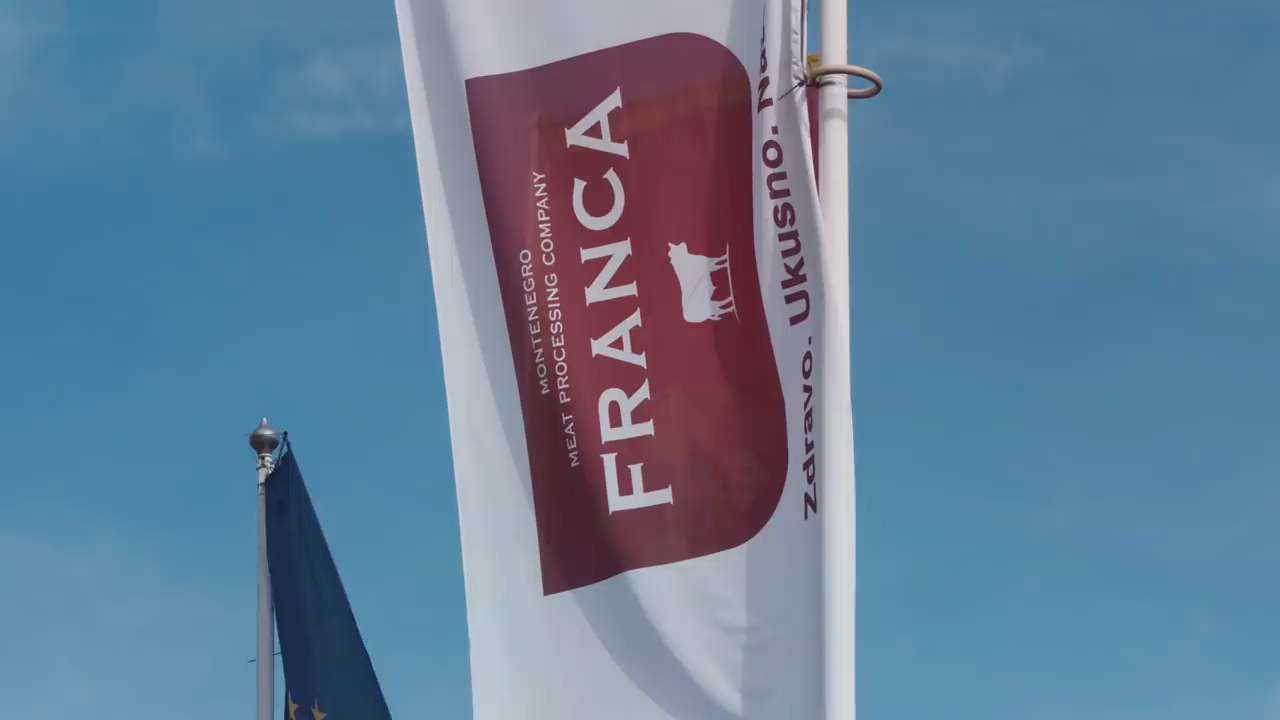 MONTENEGRO
MEAT PROCESSING COMPANY
FRANCA
Zdravo. Ukusno.